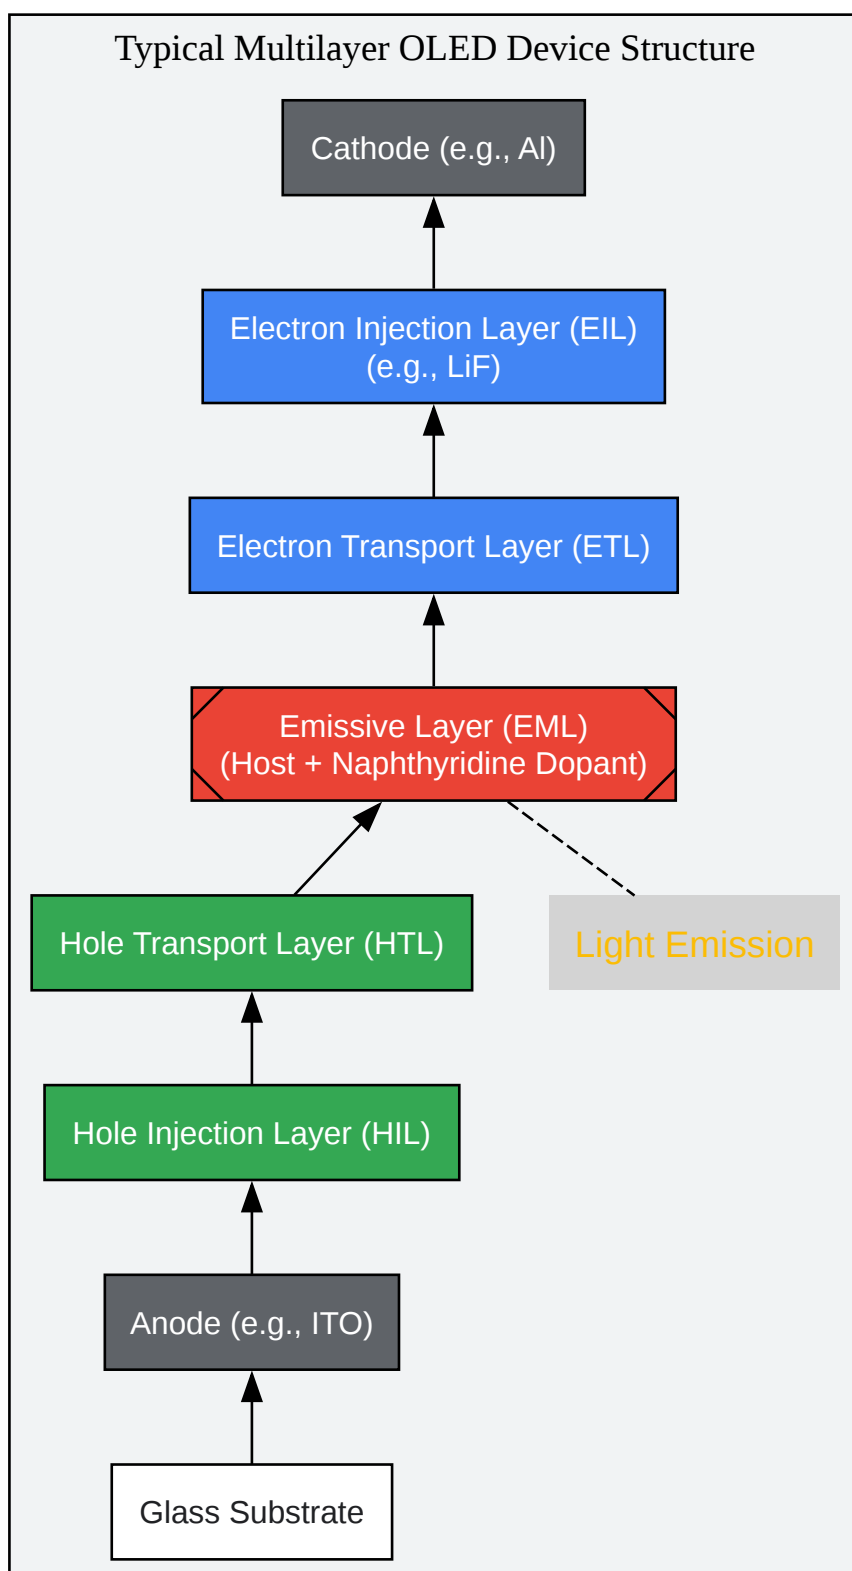 Typical Multilayer OLED Device Structure
Cathode (e.g., Al)
Electron Injection Layer (EIL)
(e.g., LiF)
Electron Transport Layer (ETL)
Emissive Layer (EML)
(Host + Naphthyridine Dopant)
Hole Transport Layer (HTL)
Light Emission
Hole Injection Layer (HIL)
Anode (e.g., ITO)
Glass Substrate